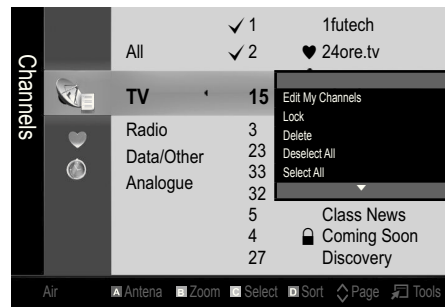 Channels
✓ 1 1futech
All ✓ 2 ♥ 24ore.tv
TV 15
Edit My Channels
Lock
Delete
Deselect All
Select All
Radio 3
Data/Other 23
Analogue 33
32
5 Class News
4 Coming Soon
27 Discovery
Air A Antena B Zoom C Select D Sort Page Tools